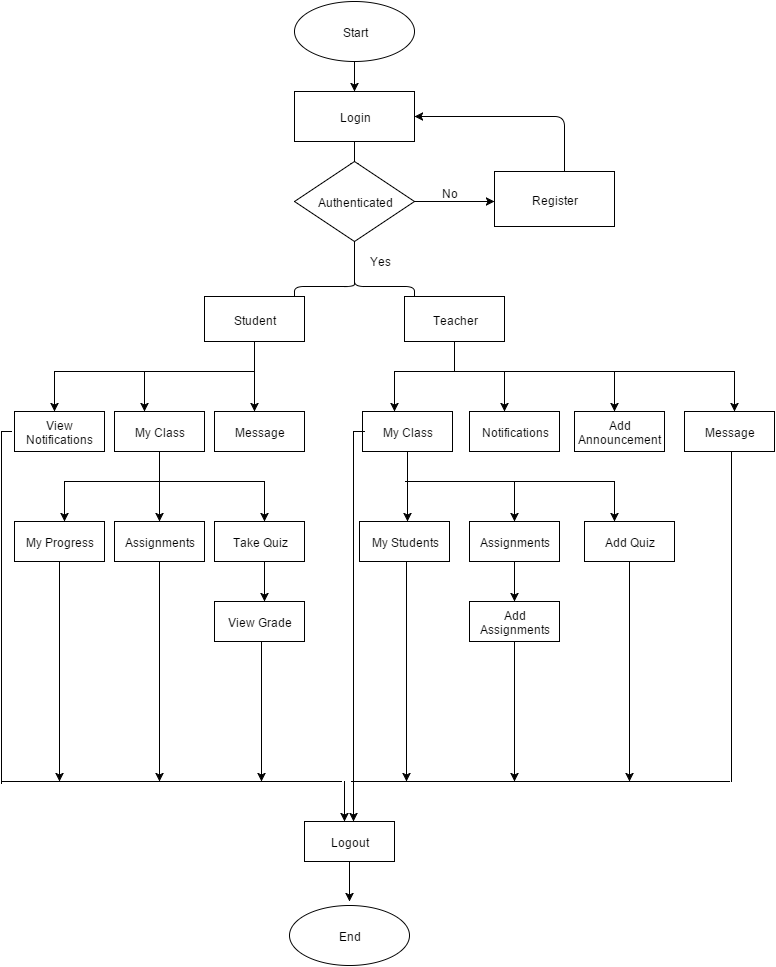 Start
Login
Authenticated
No
Register
Yes
Student
Teacher
View
Notifications
My Class
Message
My Class
Notifications
Add
Announcement
Message
My Progress
Assignments
Take Quiz
My Students
Assignments
Add Quiz
View Grade
Add
Assignments
Logout
End